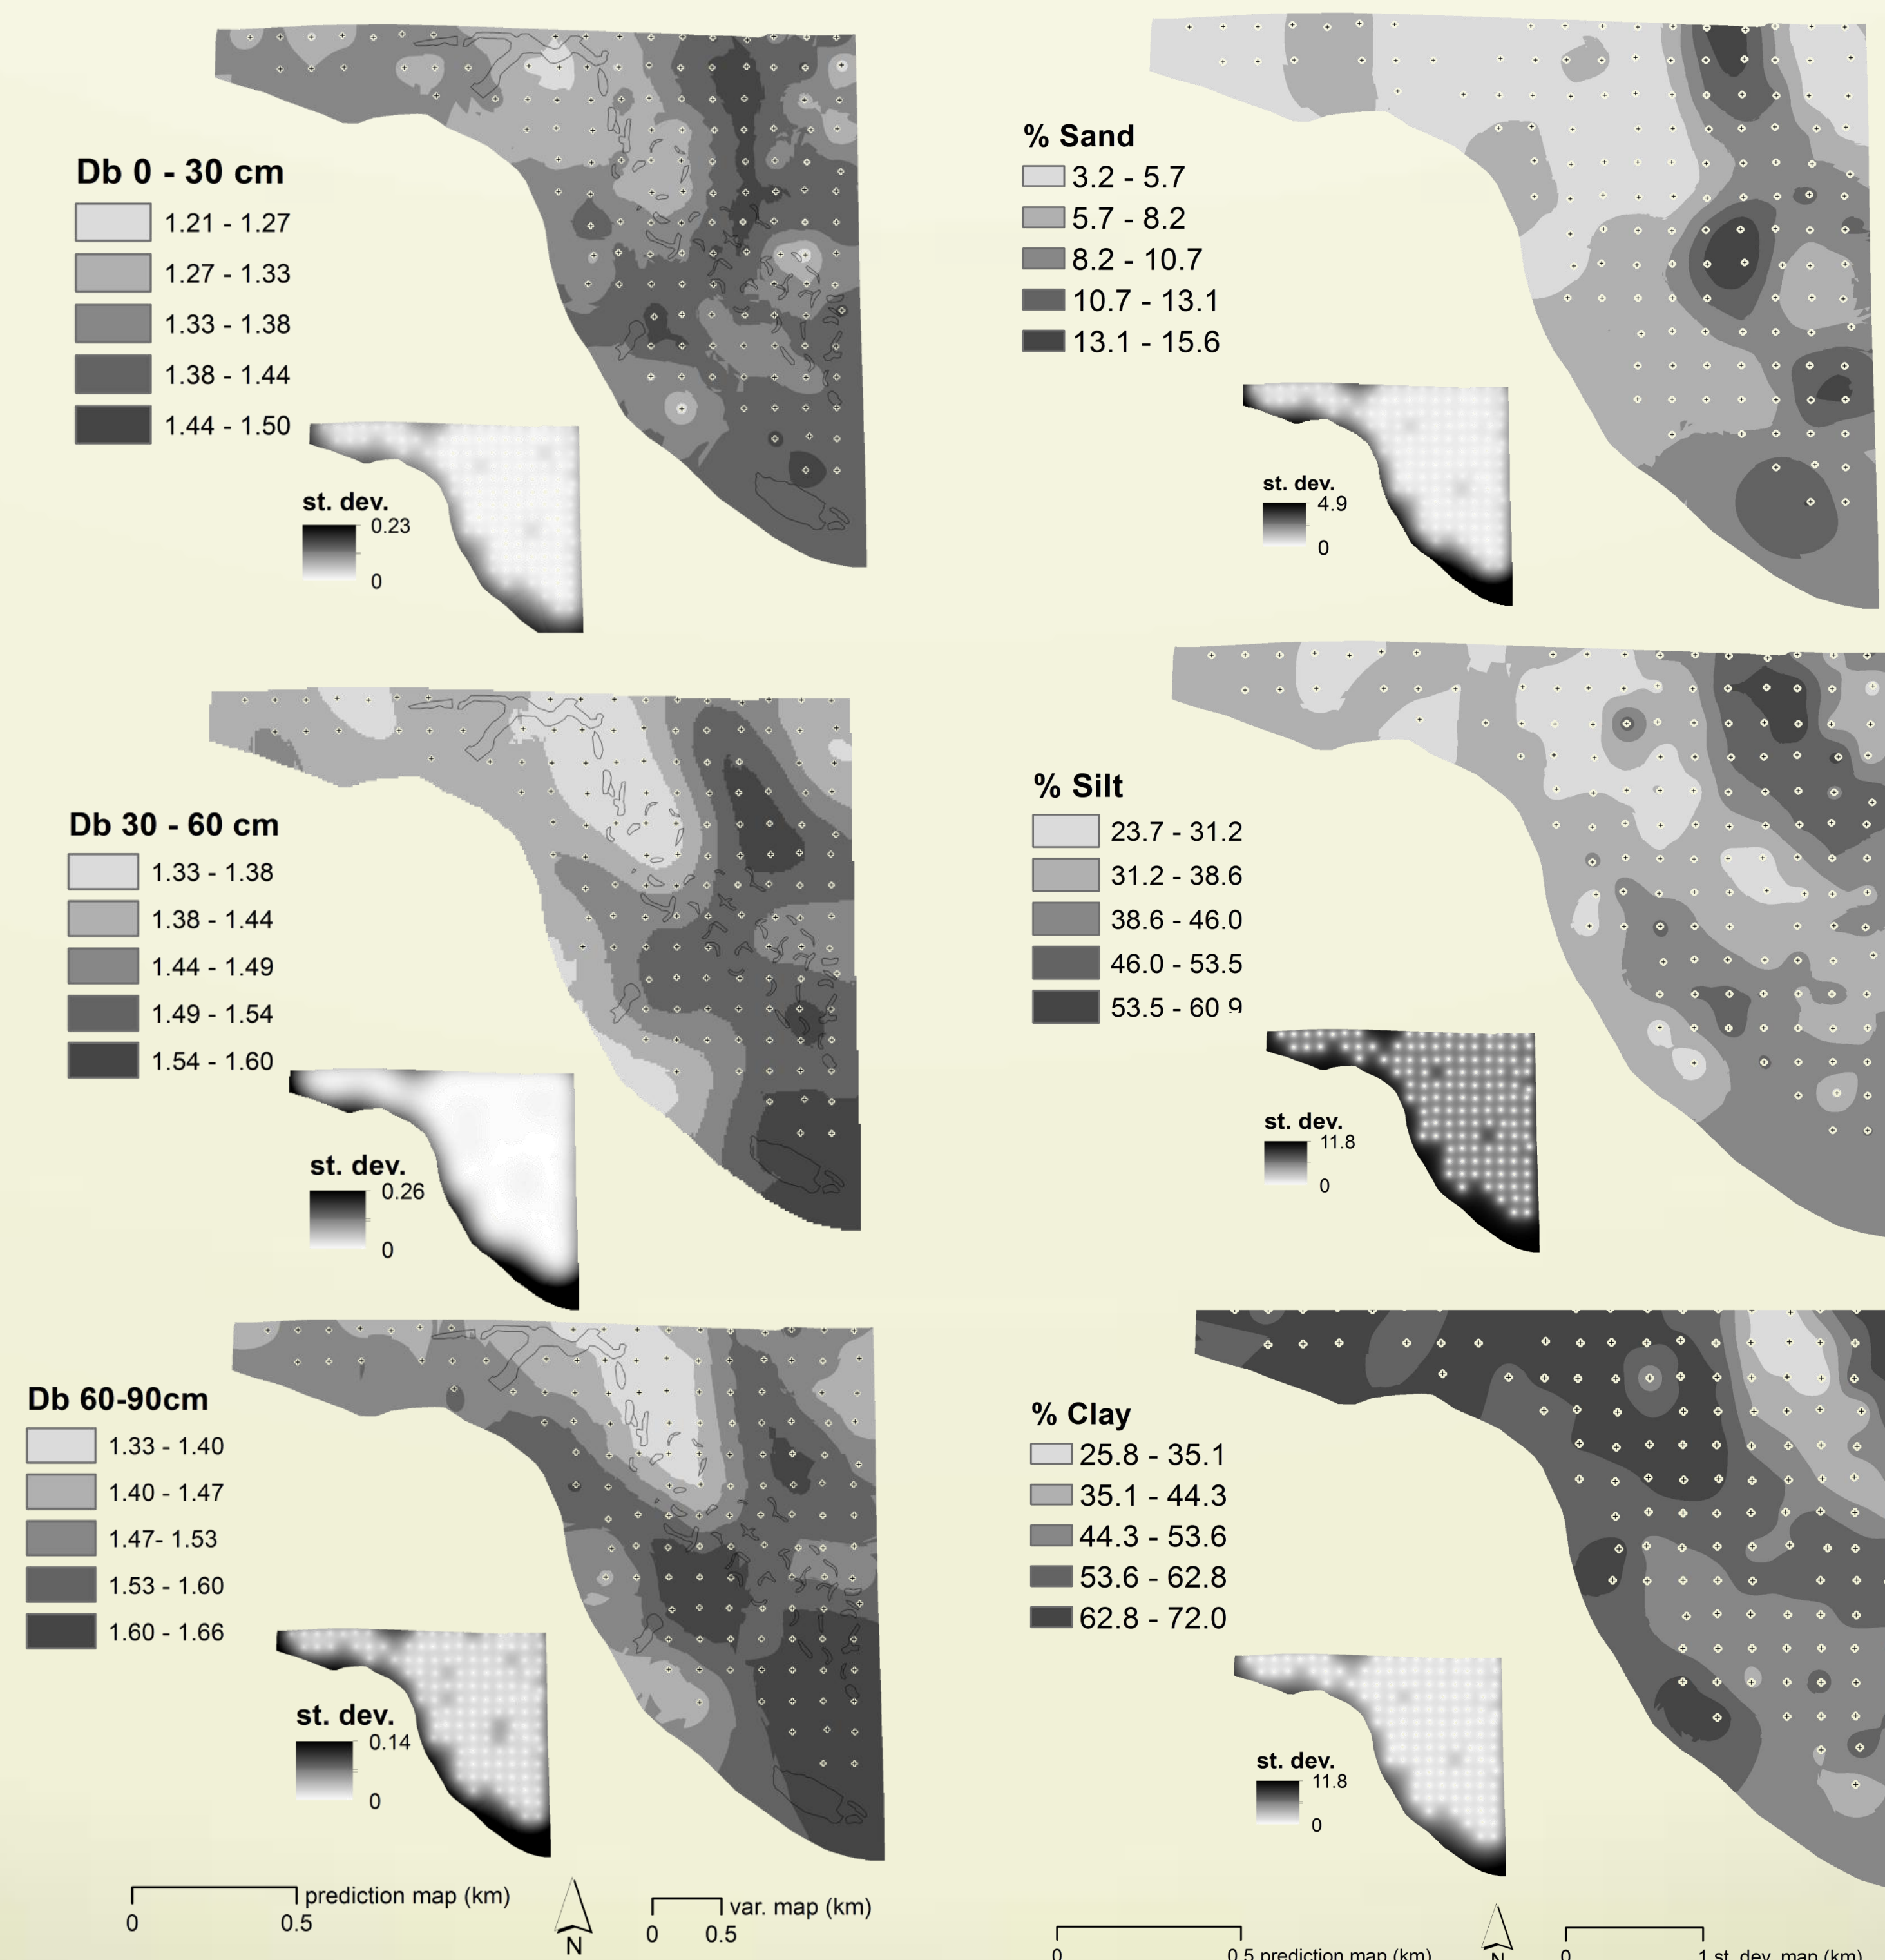 Db 0 - 30 cm
1.21 - 1.27
1.27 - 1.33
1.33 - 1.38
1.38 - 1.44
1.44 - 1.50
st. dev.
0.23
0
% Sand
3.2 - 5.7
5.7 - 8.2
8.2 - 10.7
10.7 - 13.1
13.1 - 15.6
st. dev.
4.9
0
Db 30 - 60 cm
1.33 - 1.38
1.38 - 1.44
1.44 - 1.49
1.49 - 1.54
1.54 - 1.60
st. dev.
0.26
0
% Silt
23.7 - 31.2
31.2 - 38.6
38.6 - 46.0
46.0 - 53.5
53.5 - 60 9
st. dev.
11.8
0
Db 60-90cm
1.33 - 1.40
1.40 - 1.47
1.47- 1.53
1.53 - 1.60
1.60 - 1.66
st. dev.
0.14
0
% Clay
25.8 - 35.1
35.1 - 44.3
44.3 - 53.6
53.6 - 62.8
62.8 - 72.0
st. dev.
11.8
0
prediction map (km)
0 0.5
N
var. map (km)
0 0.5
0 0.5 prediction map (km)
N
0 1 st. dev. map (km)